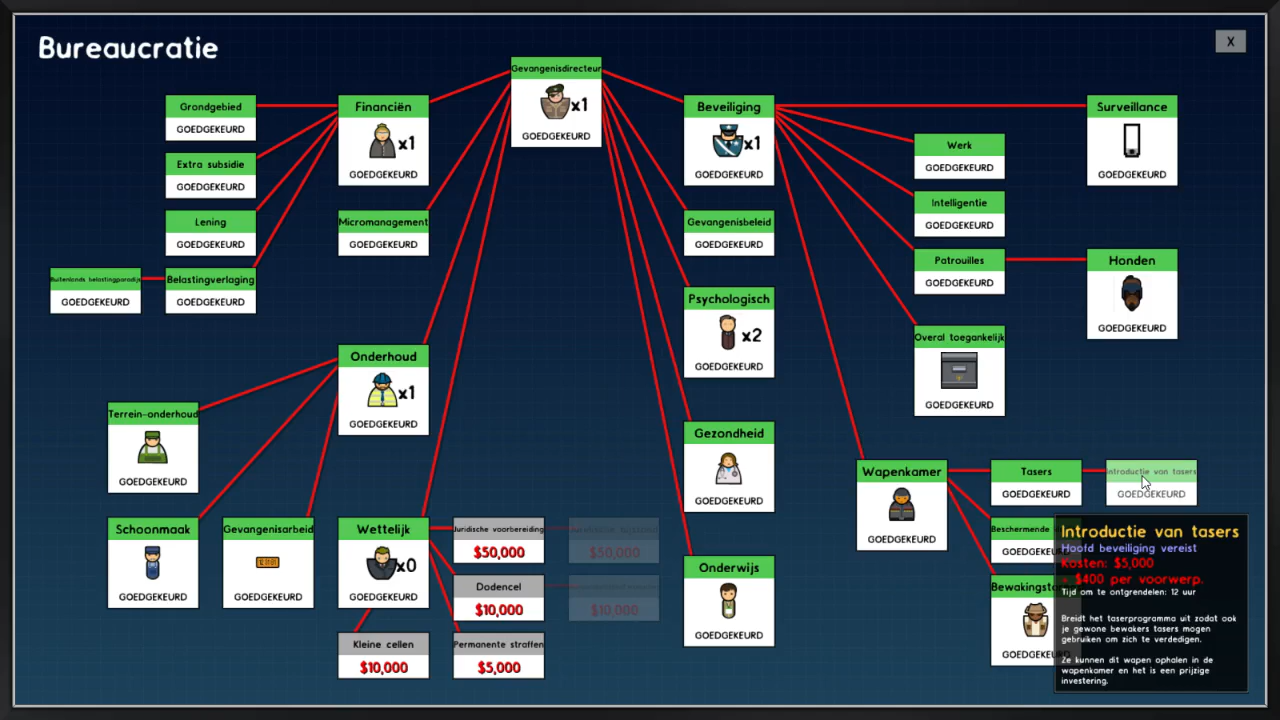 Bureaucratie
X
Gevangenisdirecteur
x1
GOEDGEKEURD
Grondgebied
GOEDGEKEURD
Financiën
x1
GOEDGEKEURD
Beveiliging
x1
GOEDGEKEURD
Surveillance
GOEDGEKEURD
Extra subsidie
GOEDGEKEURD
Werk
GOEDGEKEURD
Lening
GOEDGEKEURD
Micromanagement
GOEDGEKEURD
Gevangenisbeleid
GOEDGEKEURD
Intelligentie
GOEDGEKEURD
Buitenlands belastingparadijs
GOEDGEKEURD
Belastingverlaging
GOEDGEKEURD
Patrouilles
GOEDGEKEURD
Honden
GOEDGEKEURD
Psychologisch
x2
GOEDGEKEURD
Overal toegankelijk
GOEDGEKEURD
Onderhoud
x1
GOEDGEKEURD
Terrein-onderhoud
GOEDGEKEURD
Gezondheid
GOEDGEKEURD
Wapenkamer
GOEDGEKEURD
Tasers
GOEDGEKEURD
Introductie van tasers
GOEDGEKEURD
Schoonmaak
GOEDGEKEURD
Gevangenisarbeid
GOEDGEKEURD
Wettelijk
x0
GOEDGEKEURD
Juridische voorbereiding
$50,000
$50,000
Dodencel
$10,000
$10,000
Kleine cellen
$10,000
Permanente straffen
$5,000
Onderwijs
GOEDGEKEURD
Beschermende
Introductie van tasers
Hoofd beveiliging vereist
Kosten: $5,000
+ $400 per voorwerp.
Tijd om te ontgrendelen: 12 uur
Breidt het taserprogramma uit zodat ook
je gewone bewakers tasers mogen
gebruiken om zich te verdedigen.
Ze kunnen dit wapen ophalen in de
wapenkamer en het is een prijzige
investering.